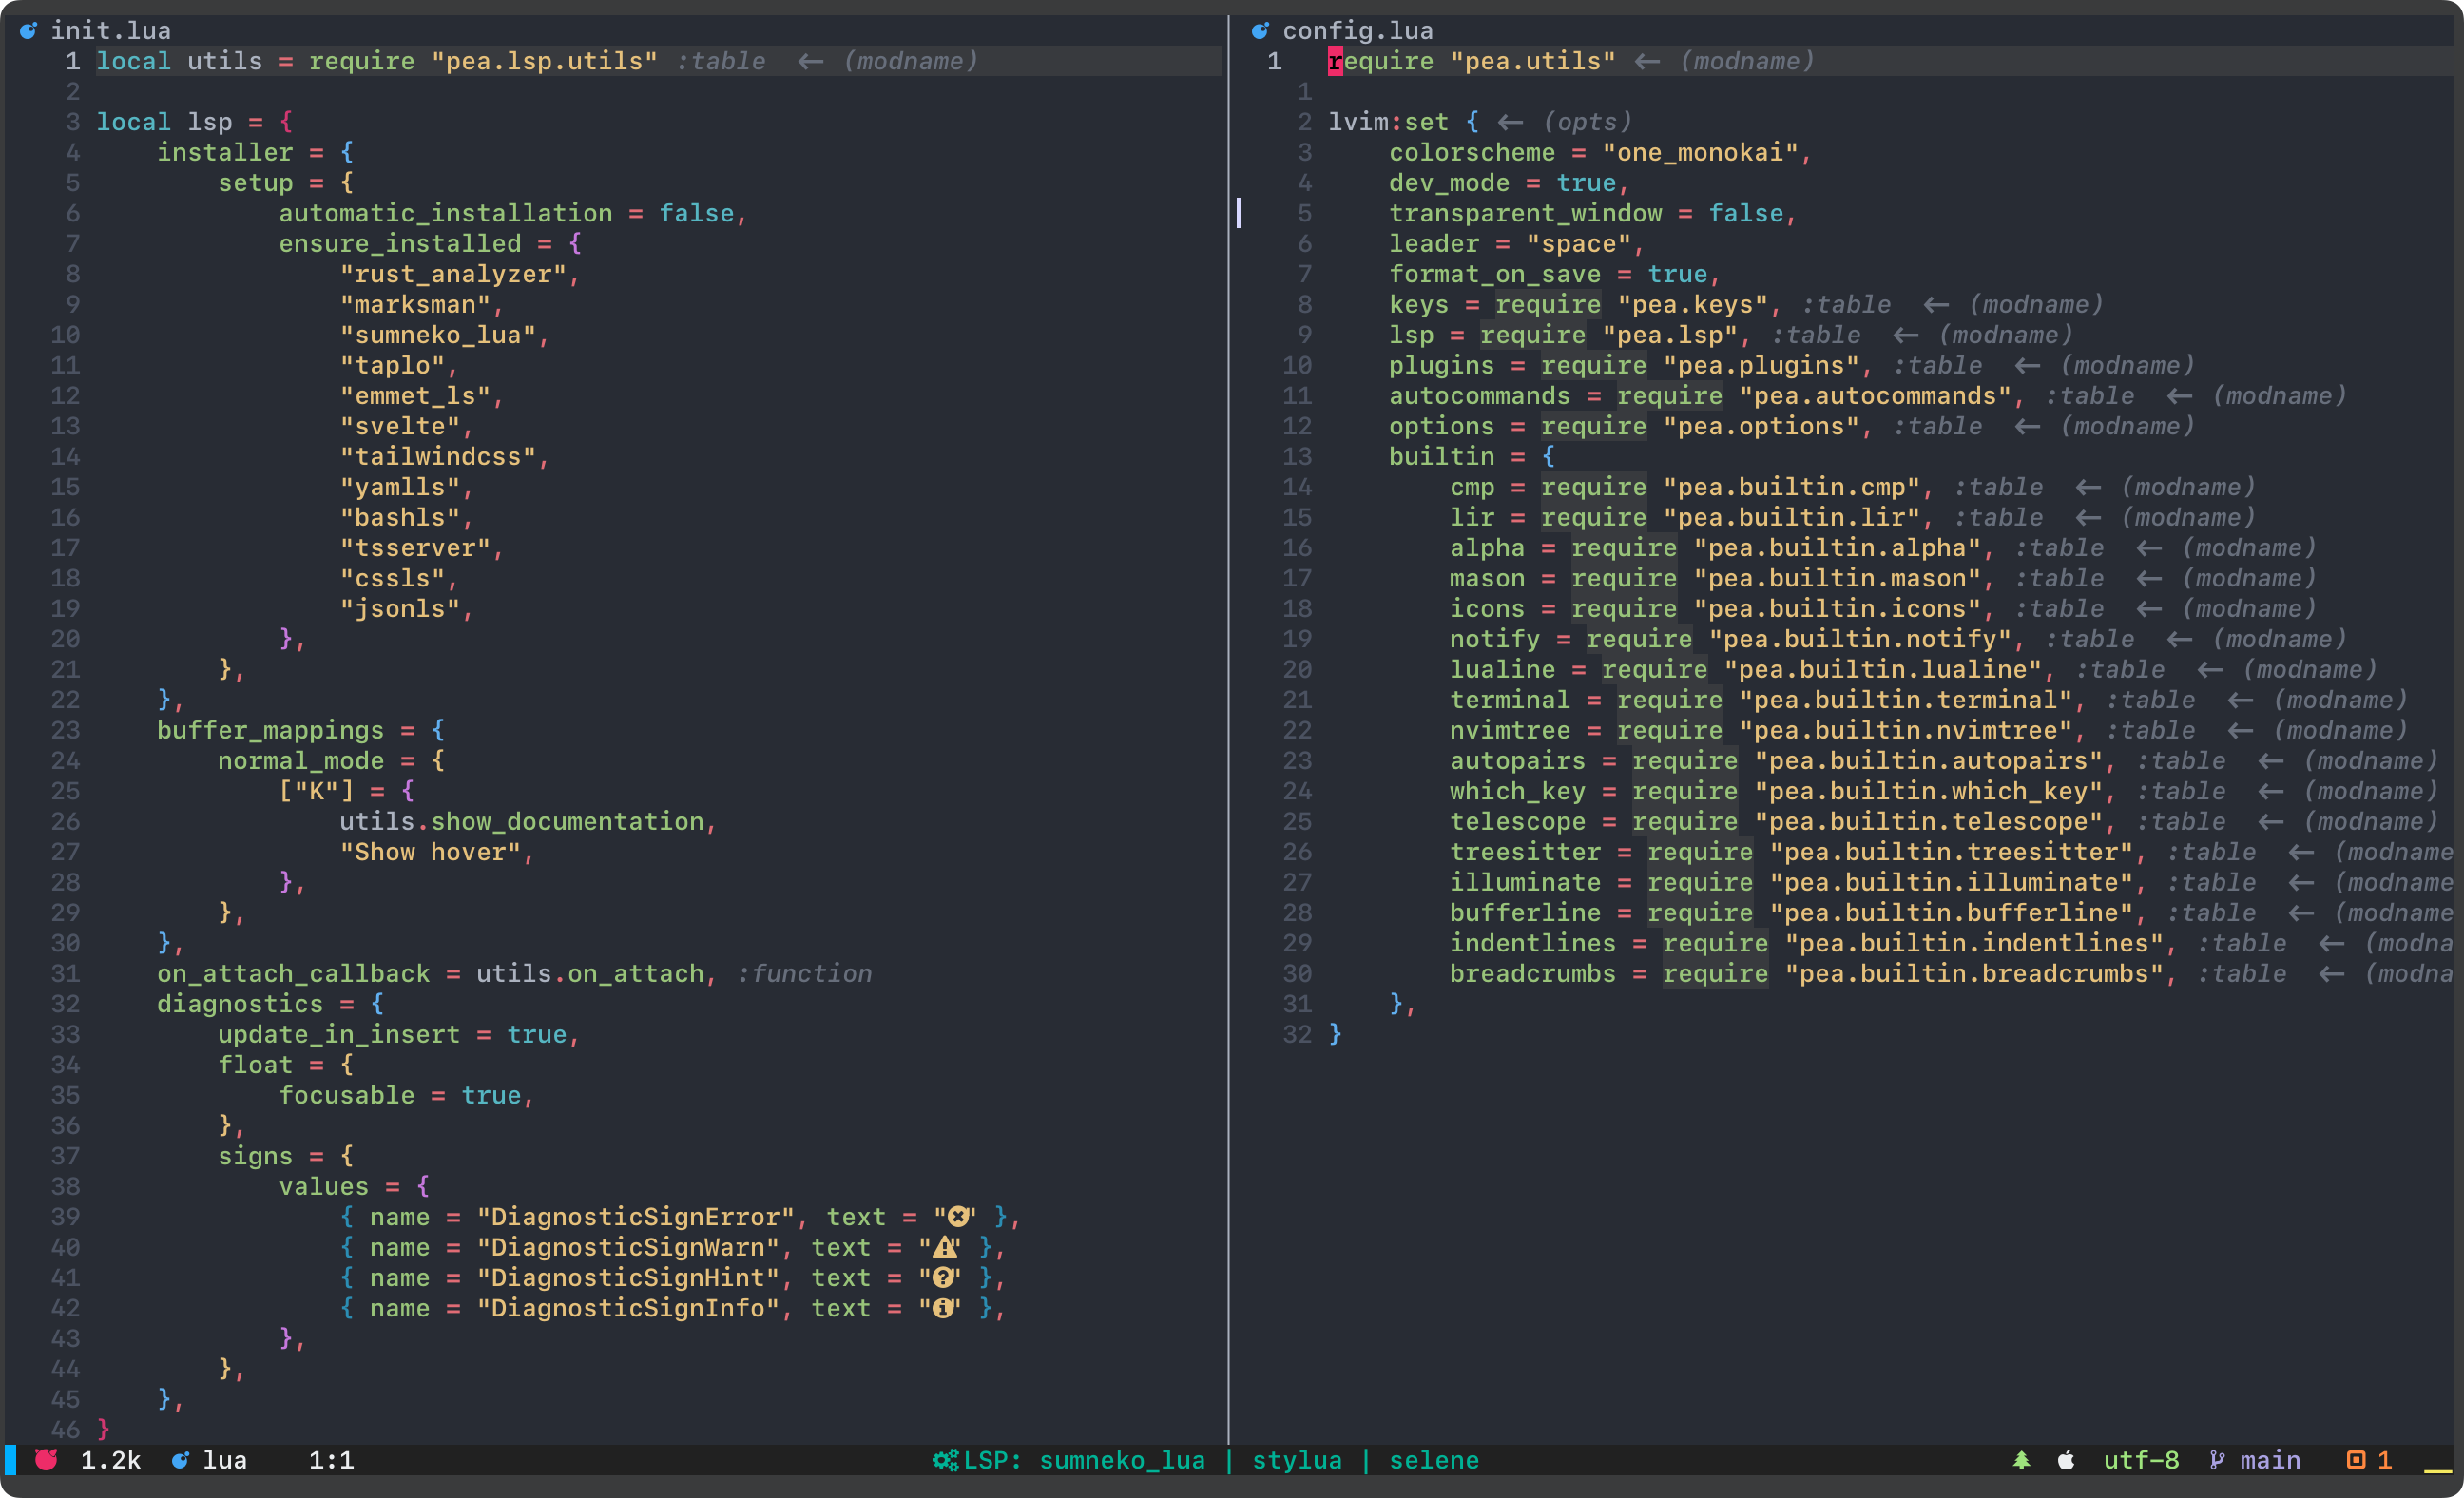 init.lua
1 local utils = require "pea.lsp.utils" :table ← (modname)
2
3 local lsp = {
4     installer = {
5         setup = {
6             automatic_installation = false,
7             ensure_installed = {
8                 "rust_analyzer",
9                 "marksman",
10                 "sumneko_lua",
11                 "taplo",
12                 "emmet_ls",
13                 "svelte",
14                 "tailwindcss",
15                 "yamlls",
16                 "bashls",
17                 "tsserver",
18                 "cssls",
19                 "jsonls",
20             },
21         },
22     },
23     buffer_mappings = {
24         normal_mode = {
25             ["K"] = {
26                 utils.show_documentation,
27                 "Show hover",
28             },
29         },
30     },
31     on_attach_callback = utils.on_attach, :function
32     diagnostics = {
33         update_in_insert = true,
34         float = {
35             focusable = true,
36         },
37         signs = {
38             values = {
39                 { name = "DiagnosticSignError", text = "" },
40                 { name = "DiagnosticSignWarn", text = "" },
41                 { name = "DiagnosticSignHint", text = "" },
42                 { name = "DiagnosticSignInfo", text = "" },
43             },
44         },
45     },
46 }
config.lua
1 require "pea.utils" ← (modname)
1
2 lvim:set { ← (opts)
3     colorscheme = "one_monokai",
4     dev_mode = true,
5     transparent_window = false,
6     leader = "space",
7     format_on_save = true,
8     keys = require "pea.keys", :table ← (modname)
9     lsp = require "pea.lsp", :table ← (modname)
10     plugins = require "pea.plugins", :table ← (modname)
11     autocommands = require "pea.autocommands", :table ← (modname)
12     options = require "pea.options", :table ← (modname)
13     builtin = {
14         cmp = require "pea.builtin.cmp", :table ← (modname)
15         lir = require "pea.builtin.lir", :table ← (modname)
16         alpha = require "pea.builtin.alpha", :table ← (modname)
17         mason = require "pea.builtin.mason", :table ← (modname)
18         icons = require "pea.builtin.icons", :table ← (modname)
19         notify = require "pea.builtin.notify", :table ← (modname)
20         lualine = require "pea.builtin.lualine", :table ← (modname)
21         terminal = require "pea.builtin.terminal", :table ← (modname)
22         nvimtree = require "pea.builtin.nvimtree", :table ← (modname)
23         autopairs = require "pea.builtin.autopairs", :table ← (modname)
24         which_key = require "pea.builtin.which_key", :table ← (modname)
25         telescope = require "pea.builtin.telescope", :table ← (modname)
26         treesitter = require "pea.builtin.treesitter", :table ← (modname
27         illuminate = require "pea.builtin.illuminate", :table ← (modname
28         bufferline = require "pea.builtin.bufferline", :table ← (modname
29         indentlines = require "pea.builtin.indentlines", :table ← (modna
30         breadcrumbs = require "pea.builtin.breadcrumbs", :table ← (modna
31     },
32 }
1.2k lua 1:1 LSP: sumneko_lua | stylua | selene utf-8 main 1